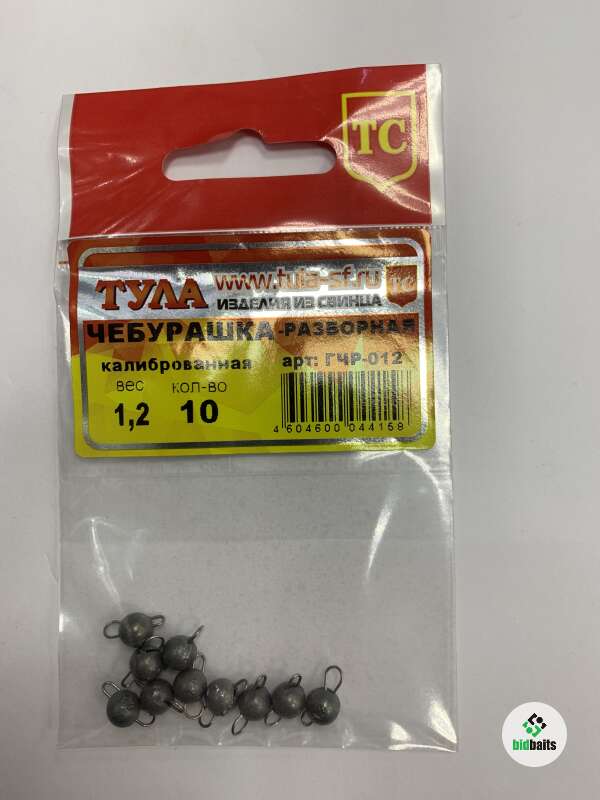 ТС
www.tula-sf.ru
ТУЛА
ТС
ИЗДЕЛИЯ ИЗ СВИНЦА
ЧЕБУРАШКА-РАЗБОРНАЯ
калиброванная арт: ГЧР-012
вес кол-во
1,2 10
4 604600 044158
bidbaits